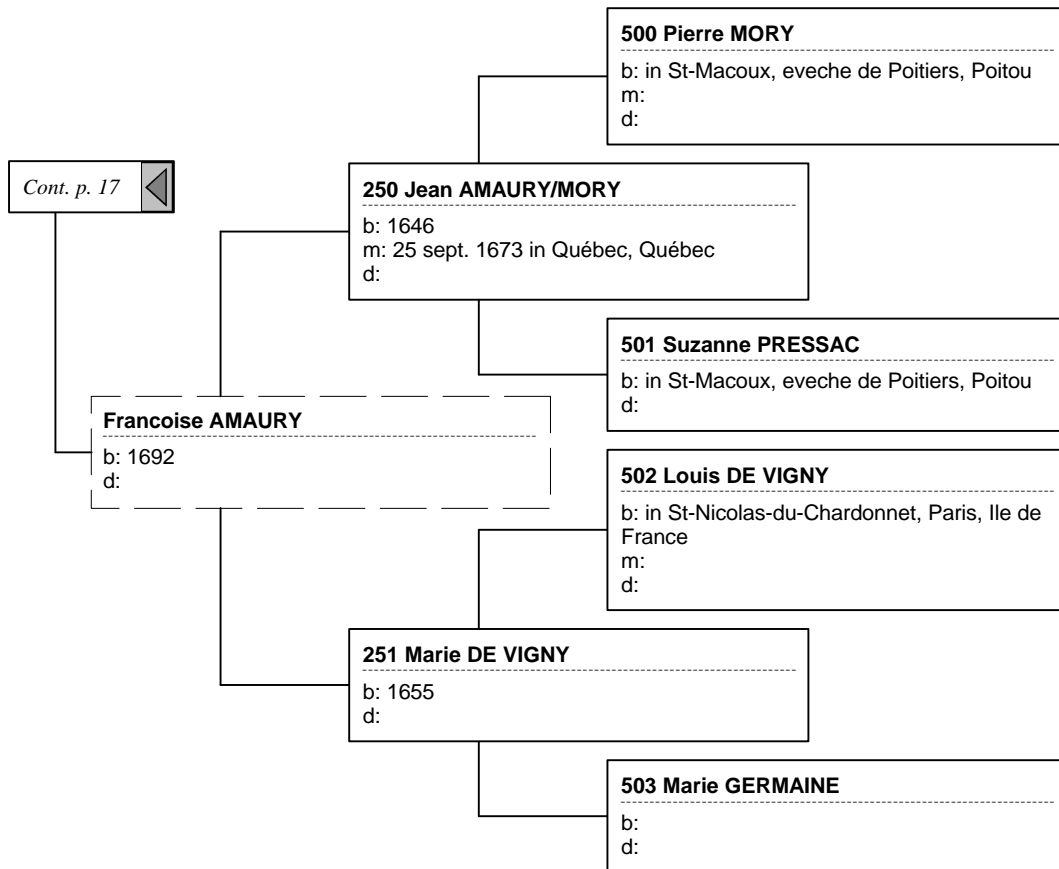 500 Pierre MORY
b: in St-Macoux, eveche de Poitiers, Poitou
m:
d:
Cont. p. 17
250 Jean AMAURY/MORY
b: 1646
m: 25 sept. 1673 in Québec, Québec
d:
501 Suzanne PRESSAC
b: in St-Macoux, eveche de Poitiers, Poitou
d:
Francoise AMAURY
b: 1692
d:
502 Louis DE VIGNY
b: in St-Nicolas-du-Chardonnet, Paris, Ile de
France
m:
d:
251 Marie DE VIGNY
b: 1655
d:
503 Marie GERMAINE
b:
d: